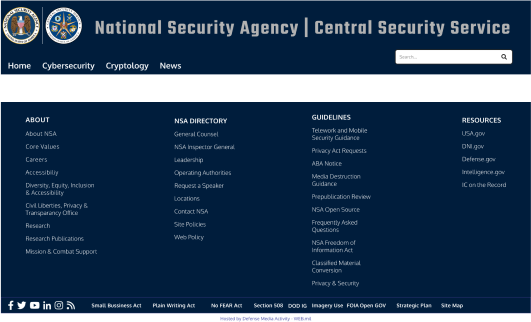 National Security Agency | Central Security Service
Search...
Home Cybersecurity Cryptology News
ABOUT
About NSA
Core Values
Careers
Accessibiliy
Diversity, Equity, Inclusion
& Accessibility
Civil Liberties, Privacy &
Transparancy Office
Research
Research Publications
Mission & Combat Support
NSA DIRECTORY
General Counsel
NSA Inspector General
Leadership
Operating Authorities
Request a Speaker
Locations
Contact NSA
Site Policies
Web Policy
GUIDELINES
Telework and Mobile
Security Guidance
Privacy Act Requests
ABA Notice
Media Destruction
Guidance
Prepublication Review
NSA Open Source
Frequently Asked
Questions
NSA Freedom of
Information Act
Classified Material
Conversion
Privacy & Security
RESOURCES
USA.gov
DNI.gov
Defense.gov
Intelligence.gov
IC on the Record
Small Bussiness Act Plain Writing Act No FEAR Act Section 508 DOD IG Imagery Use FOIA Open GOV Strategic Plan Site Map
Hosted by Defense Media Activity - WEB.mil